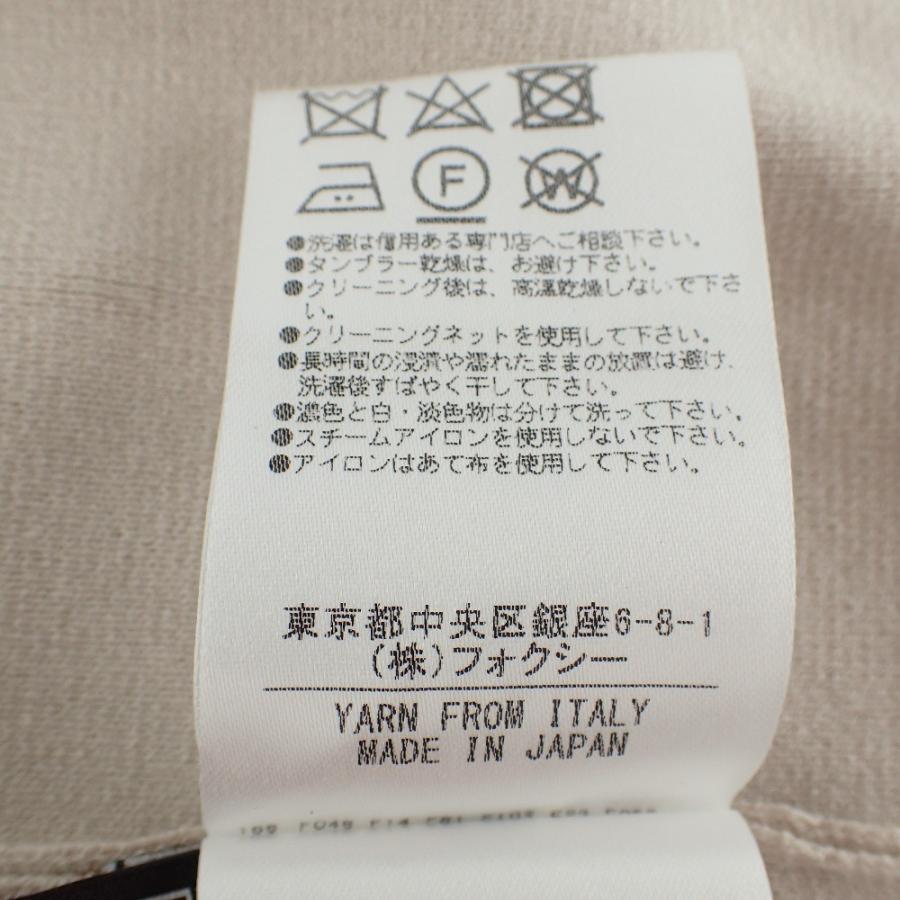 F W
●洗濯は信用ある専門店へご相談下さい。
●タンブラー乾燥は、お避け下さい。
●クリーニング後は、高温乾燥しないで下さ
い。
●クリーニングネットを使用して下さい。
●長時間の浸漬や濡れたままの放置は避け、
洗濯後すばやく干して下さい。
●濃色と白・淡色物は分けて洗って下さい。
●スチームアイロンを使用しないで下さい。
●アイロンはあて布を使用して下さい。
東京都中央区銀座6-8-1
(株)フォクシー
YARN FROM ITALY
MADE IN JAPAN